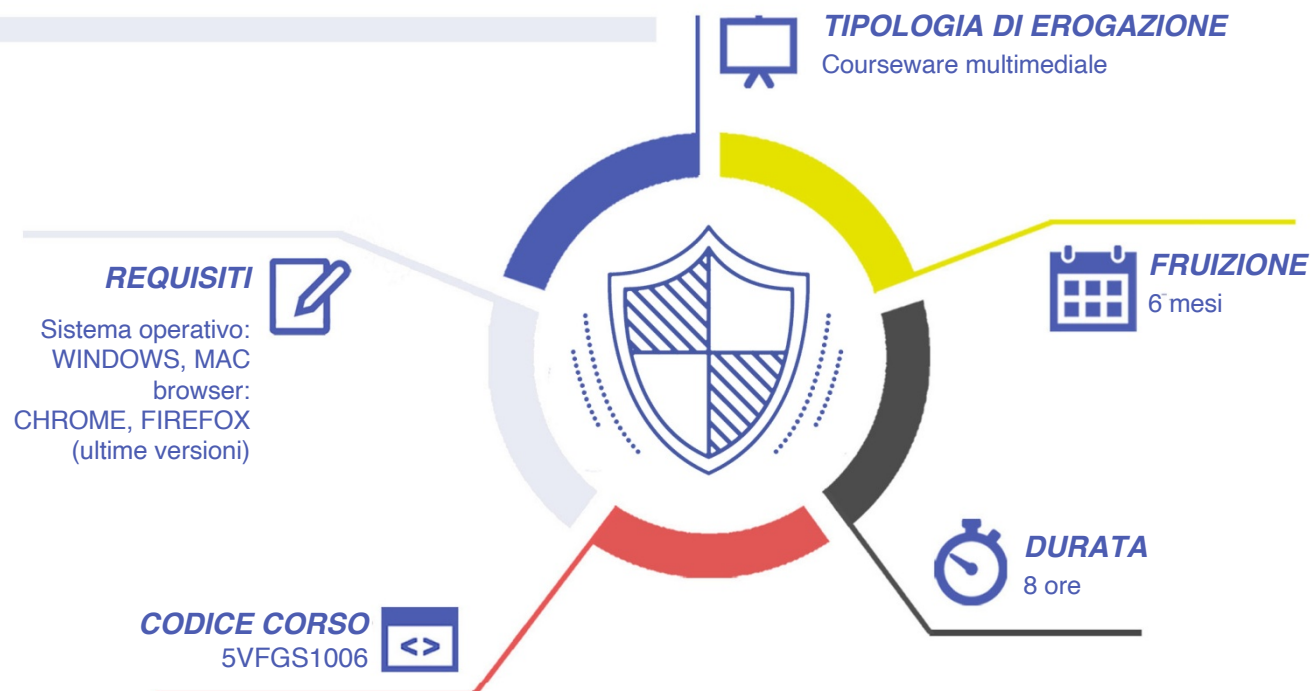 TIPOLOGIA DI EROGAZIONE
Courseware multimediale
REQUISITI
Sistema operativo:
WINDOWS, MAC
browser:
CHROME, FIREFOX
(ultime versioni)
FRUIZIONE
6 mesi
DURATA
8 ore
CODICE CORSO
5VFGS1006